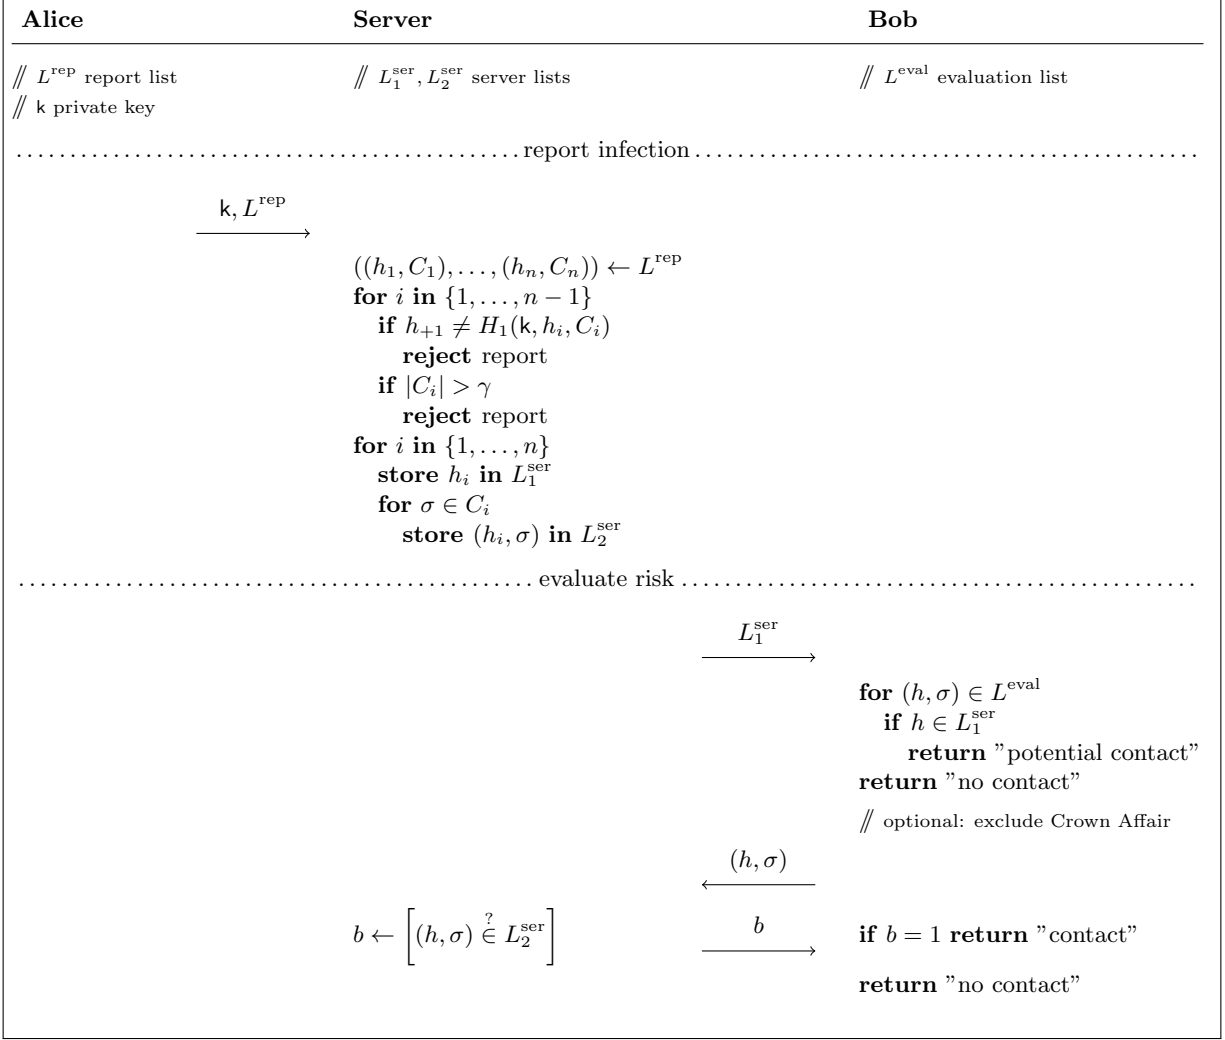 Alice Server Bob
// L^rep report list // L_1^ser, L_2^ser server lists // L^eval evaluation list
// k private key
report infection
k, L^rep
((h_1, C_1), . . . , (h_n, C_n)) ← L^rep
for i in {1, . . . , n − 1}
if h_{+1} ≠ H_1(k, h_i, C_i)
reject report
if |C_i| > γ
reject report
for i in {1, . . . , n}
store h_i in L_1^ser
for σ ∈ C_i
store (h_i, σ) in L_2^ser
evaluate risk
L_1^ser
for (h, σ) ∈ L^eval
if h ∈ L_1^ser
return ”potential contact”
return ”no contact”
// optional: exclude Crown Affair
(h, σ)
b ← [(h, σ) ∈^? L_2^ser] b if b = 1 return ”contact”
return ”no contact”